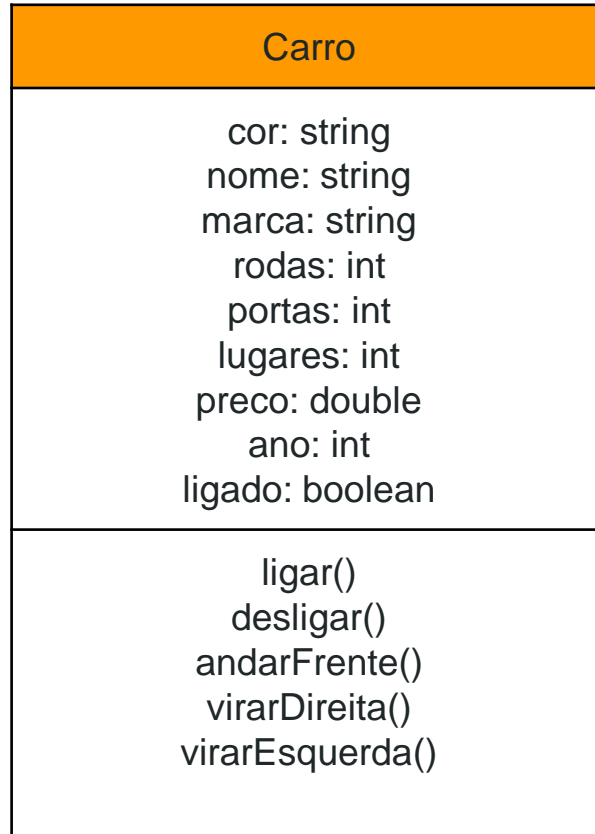 Carro
cor: string
nome: string
marca: string
rodas: int
portas: int
lugares: int
preco: double
ano: int
ligado: boolean
ligar()
desligar()
andarFrente()
virarDireita()
virarEsquerda()